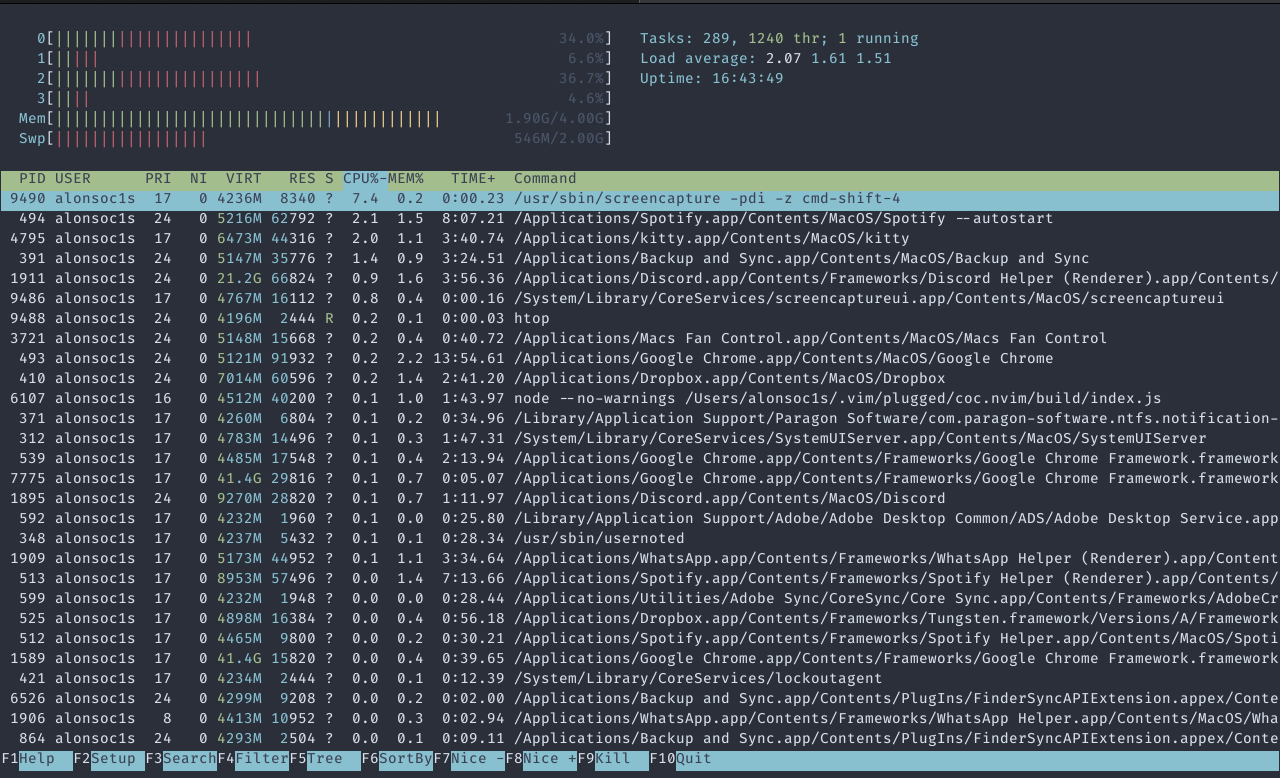 0[||||||||||||||||||||||34.0%] Tasks: 289, 1240 thr; 1 running
1[|||||6.6%] Load average: 2.07 1.61 1.51
2[|||||||||||||||||||||||36.7%] Uptime: 16:43:49
3[||||4.6%]
Mem[|||||||||||||||||||||||||||||||||||||||||||1.90G/4.00G]
Swp[|||||||||||||||||546M/2.00G]
PID USER PRI NI VIRT RES S CPU%-MEM% TIME+ Command
9490 alonsoc1s 17 0 4236M 8340 ? 7.4 0.2 0:00.23 /usr/sbin/screencapture -pdi -z cmd-shift-4
494 alonsoc1s 24 0 5216M 62792 ? 2.1 1.5 8:07.21 /Applications/Spotify.app/Contents/MacOS/Spotify --autostart
4795 alonsoc1s 17 0 6473M 44316 ? 2.0 1.1 3:40.74 /Applications/kitty.app/Contents/MacOS/kitty
391 alonsoc1s 24 0 5147M 35776 ? 1.4 0.9 3:24.51 /Applications/Backup and Sync.app/Contents/MacOS/Backup and Sync
1911 alonsoc1s 24 0 21.2G 66824 ? 0.9 1.6 3:56.36 /Applications/Discord.app/Contents/Frameworks/Discord Helper (Renderer).app/Contents/
9486 alonsoc1s 17 0 4767M 16112 ? 0.8 0.4 0:00.16 /System/Library/CoreServices/screencaptureui.app/Contents/MacOS/screencaptureui
9488 alonsoc1s 24 0 4196M 2444 R 0.2 0.1 0:00.03 htop
3721 alonsoc1s 24 0 5148M 15668 ? 0.2 0.4 0:40.72 /Applications/Macs Fan Control.app/Contents/MacOS/Macs Fan Control
493 alonsoc1s 24 0 5121M 91932 ? 0.2 2.2 13:54.61 /Applications/Google Chrome.app/Contents/MacOS/Google Chrome
410 alonsoc1s 24 0 7014M 60596 ? 0.2 1.4 2:41.20 /Applications/Dropbox.app/Contents/MacOS/Dropbox
6107 alonsoc1s 16 0 4512M 40200 ? 0.1 1.0 1:43.97 node --no-warnings /Users/alonsoc1s/.vim/plugged/coc.nvim/build/index.js
371 alonsoc1s 17 0 4260M 6804 ? 0.1 0.2 0:34.96 /Library/Application Support/Paragon Software/com.paragon-software.ntfs.notification-
312 alonsoc1s 17 0 4783M 14496 ? 0.1 0.3 1:47.31 /System/Library/CoreServices/SystemUIServer.app/Contents/MacOS/SystemUIServer
539 alonsoc1s 17 0 4485M 17548 ? 0.1 0.4 2:13.94 /Applications/Google Chrome.app/Contents/Frameworks/Google Chrome Framework.framework
7775 alonsoc1s 17 0 41.4G 29816 ? 0.1 0.7 0:05.07 /Applications/Google Chrome.app/Contents/Frameworks/Google Chrome Framework.framework
1895 alonsoc1s 24 0 9270M 28820 ? 0.1 0.7 1:11.97 /Applications/Discord.app/Contents/MacOS/Discord
592 alonsoc1s 17 0 4232M 1960 ? 0.1 0.0 0:25.80 /Library/Application Support/Adobe/Adobe Desktop Common/ADS/Adobe Desktop Service.app
348 alonsoc1s 17 0 4237M 5432 ? 0.1 0.1 0:28.34 /usr/sbin/usernoted
1909 alonsoc1s 17 0 5173M 44952 ? 0.1 1.1 3:34.64 /Applications/WhatsApp.app/Contents/Frameworks/WhatsApp Helper (Renderer).app/Content
513 alonsoc1s 17 0 8953M 57496 ? 0.0 1.4 7:13.66 /Applications/Spotify.app/Contents/Frameworks/Spotify Helper (Renderer).app/Contents/
599 alonsoc1s 17 0 4232M 1948 ? 0.0 0.0 0:28.44 /Applications/Utilities/Adobe Sync/CoreSync/Core Sync.app/Contents/Frameworks/AdobeCr
525 alonsoc1s 17 0 4898M 16384 ? 0.0 0.4 0:56.18 /Applications/Dropbox.app/Contents/Frameworks/Tungsten.framework/Versions/A/Framework
512 alonsoc1s 17 0 4465M 9800 ? 0.0 0.2 0:30.21 /Applications/Spotify.app/Contents/Frameworks/Spotify Helper.app/Contents/MacOS/Spoti
1589 alonsoc1s 17 0 41.4G 15820 ? 0.0 0.4 0:39.65 /Applications/Google Chrome.app/Contents/Frameworks/Google Chrome Framework.framework
421 alonsoc1s 17 0 4234M 2444 ? 0.0 0.1 0:12.39 /System/Library/CoreServices/lockoutagent
6526 alonsoc1s 24 0 4299M 9208 ? 0.0 0.2 0:02.00 /Applications/Backup and Sync.app/Contents/PlugIns/FinderSyncAPIExtension.appex/Conte
1906 alonsoc1s 8 0 4413M 10952 ? 0.0 0.3 0:02.94 /Applications/WhatsApp.app/Contents/Frameworks/WhatsApp Helper.app/Contents/MacOS/Wha
864 alonsoc1s 24 0 4293M 2504 ? 0.0 0.1 0:09.11 /Applications/Backup and Sync.app/Contents/PlugIns/FinderSyncAPIExtension.appex/Conte
F1Help F2Setup F3SearchF4FilterF5Tree F6SortByF7Nice -F8Nice +F9Kill F10Quit